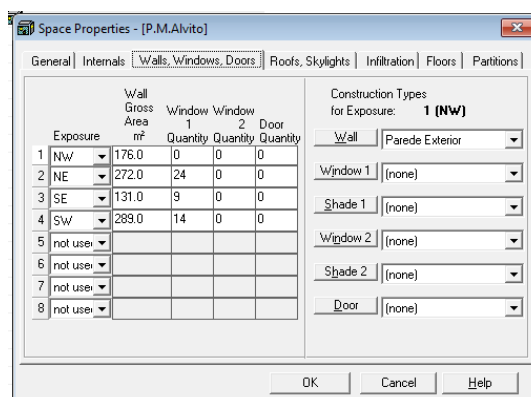 Space Properties - [P.M.Alvito]
General Internals Walls, Windows, Doors Roofs, Skylights Infiltration Floors Partitions
Exposure
Wall
Gross
Area
m²
Window
1
Quantity
Window
2
Quantity
Door
Quantity
1 NW 176.0 0 0 0
2 NE 272.0 24 0 0
3 SE 131.0 9 0 0
4 SW 289.0 14 0 0
5 not use
6 not use
7 not use
8 not use
Construction Types
for Exposure: 1 (NW)
Wall Parede Exterior
Window 1 (none)
Shade 1 (none)
Window 2 (none)
Shade 2 (none)
Door (none)
OK Cancel Help